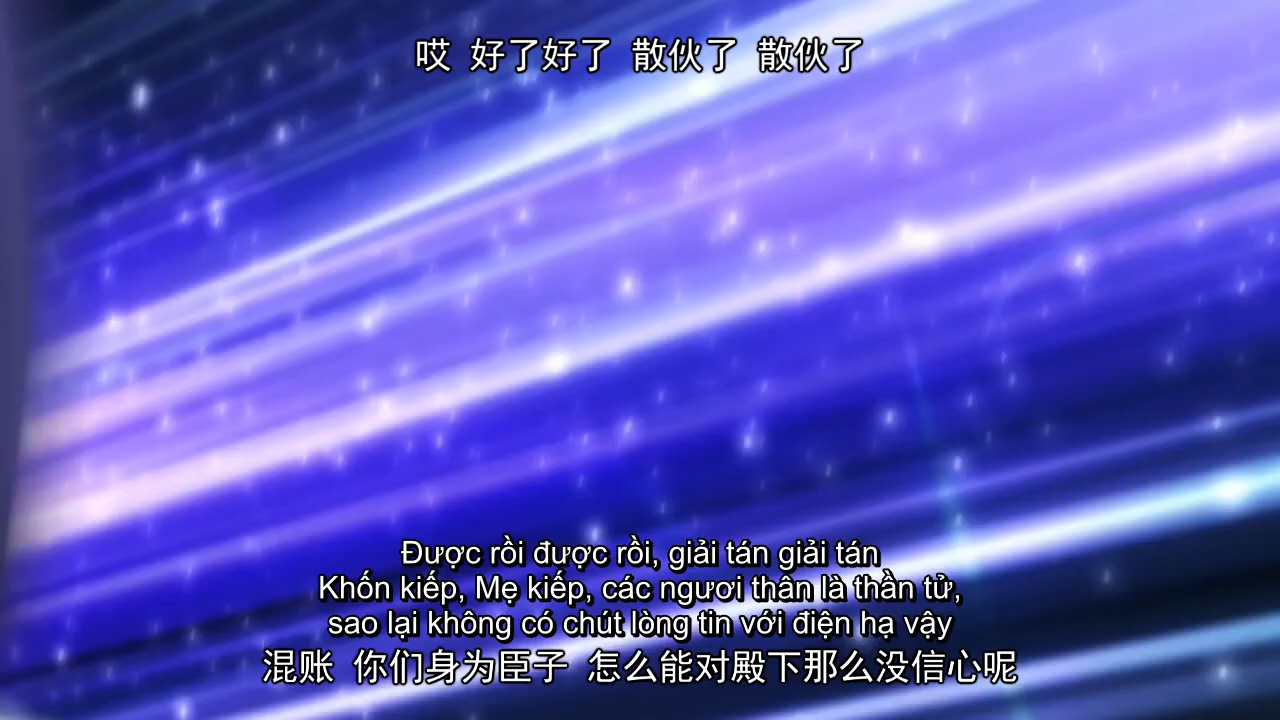 哎 好了好了 散伙了 散伙了
Được rồi được rồi, giải tán giải tán
Khốn kiếp, Mẹ kiếp, các ngươi thân là thần tử,
sao lại không có chút lòng tin với điện hạ vậy
混账 你们身为臣子 怎么能对殿下那么没信心呢